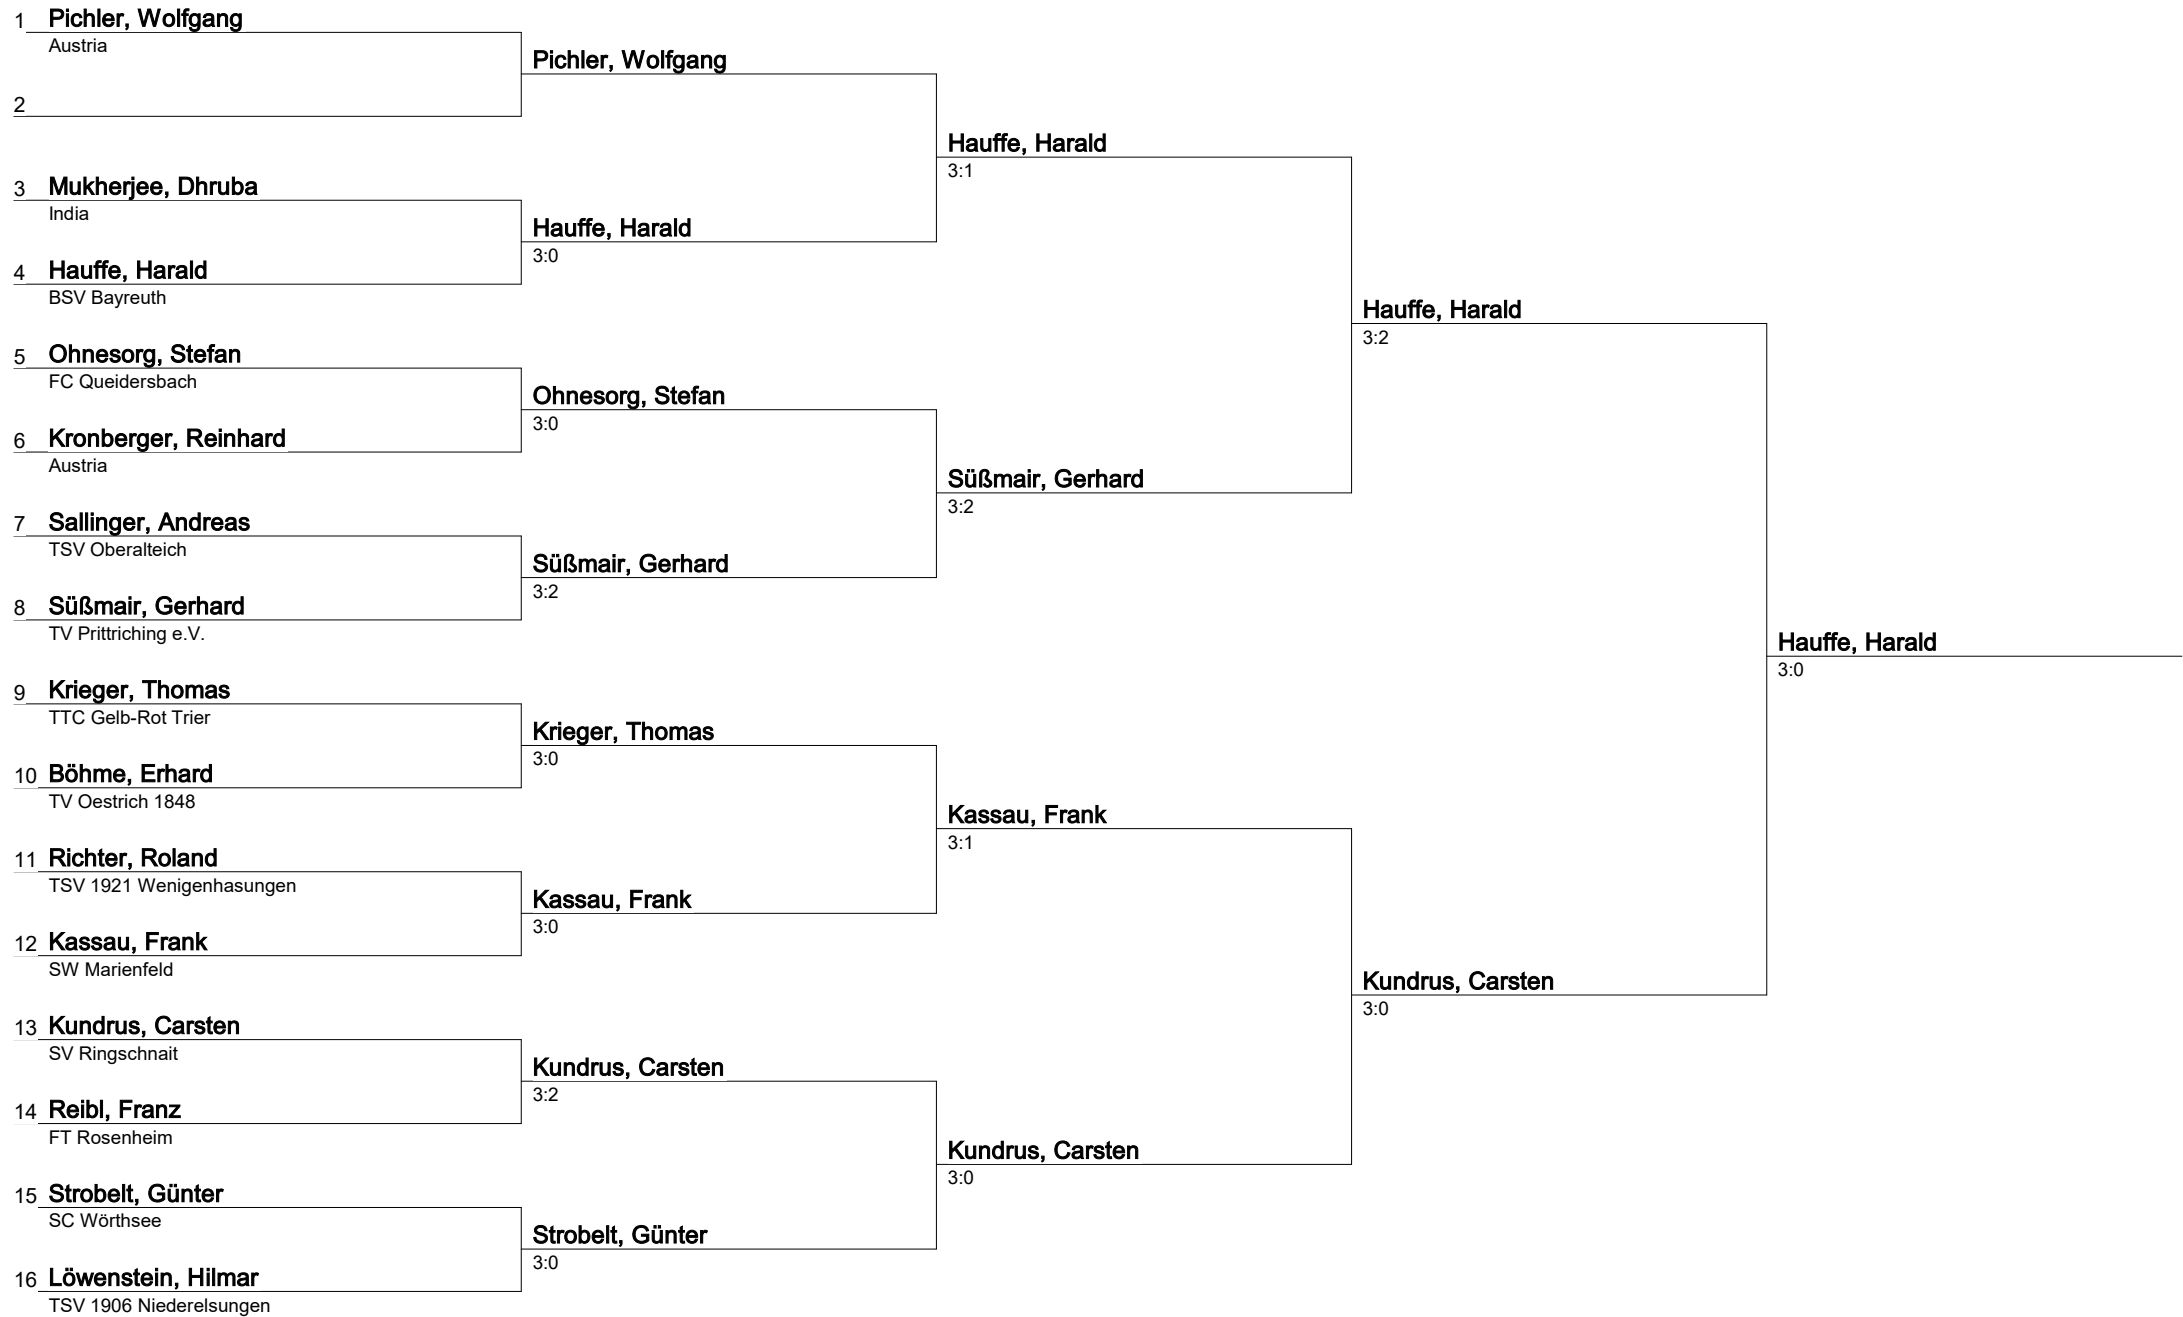 1 Pichler, Wolfgang
Austria
2
3 Mukherjee, Dhruba
India
4 Hauffe, Harald
BSV Bayreuth
5 Ohnesorg, Stefan
FC Queidersbach
6 Kronberger, Reinhard
Austria
7 Sallinger, Andreas
TSV Oberalteich
8 Süßmair, Gerhard
TV Prittriching e.V.
9 Krieger, Thomas
TTC Gelb-Rot Trier
10 Böhme, Erhard
TV Oestrich 1848
11 Richter, Roland
TSV 1921 Wenigenhasungen
12 Kassau, Frank
SW Marienfeld
13 Kundrus, Carsten
SV Ringschnait
14 Reibl, Franz
FT Rosenheim
15 Strobelt, Günter
SC Wörthsee
16 Löwenstein, Hilmar
TSV 1906 Niederelsungen
Pichler, Wolfgang
Hauffe, Harald
3:0
Ohnesorg, Stefan
3:0
Süßmair, Gerhard
3:2
Krieger, Thomas
3:0
Kassau, Frank
3:0
Kundrus, Carsten
3:2
Strobelt, Günter
3:0
Hauffe, Harald
3:1
Süßmair, Gerhard
3:2
Kassau, Frank
3:1
Kundrus, Carsten
3:0
Hauffe, Harald
3:2
Kundrus, Carsten
3:0
Hauffe, Harald
3:0